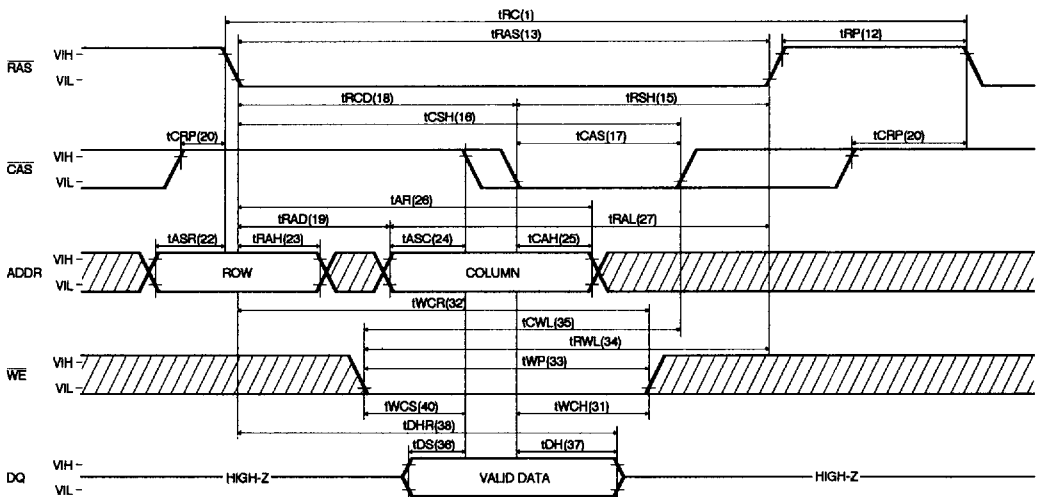 tRC(1)
tRAS(13)
tRP(12)
RAS
VIH
VIL
tRCD(18)
tRSH(15)
tCSH(16)
tCRP(20)
tCAS(17)
tCRP(20)
CAS
VIH
VIL
tAR(26)
tRAD(19)
tRAL(27)
tASR(22)
tRAH(23)
tASC(24)
tCAH(25)
ADDR
VIH
VIL
ROW
COLUMN
tWCR(32)
tCWL(35)
tRWL(34)
WE
VIH
VIL
tWP(33)
tWCS(40)
tWCH(31)
tDHR(38)
tDS(36)
tDH(37)
DQ
VIH
VIL
HIGH-Z
VALID DATA
HIGH-Z